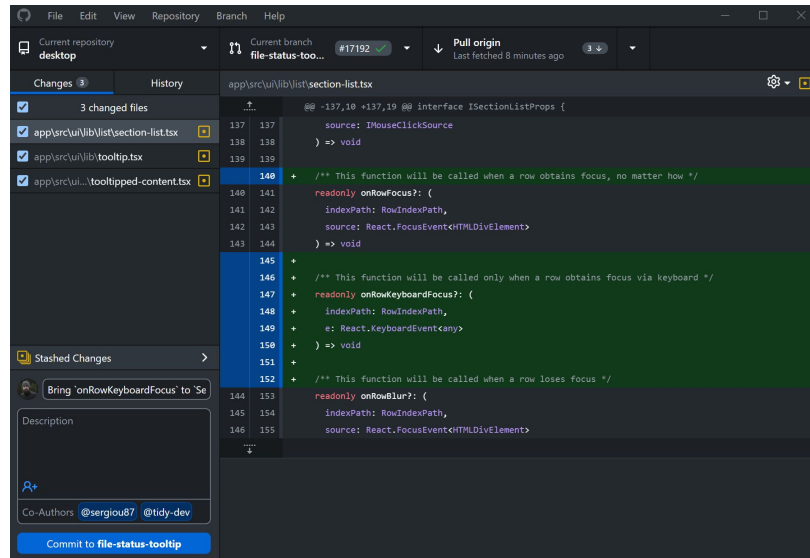 File Edit View Repository Branch Help
Current repository
desktop
Current branch
file-status-too...
#17192
Pull origin
Last fetched 8 minutes ago
3
Changes 3 History
3 changed files
app\src\ui\lib\list\section-list.tsx
app\src\ui\lib\tooltip.tsx
app\src\ui...\tooltipped-content.tsx
Stashed Changes
Bring `onRowKeyboardFocus` to `Se
Description
Co-Authors @sergiou87 @tidy-dev
Commit to file-status-tooltip
app\src\ui\lib\list\section-list.tsx
@@ -137,10 +137,19 @@ interface ISectionListProps {
137 137 source: IMouseClickSource
138 138 ) => void
139 139
140 + /** This function will be called when a row obtains focus, no matter how */
140 141 readonly onRowFocus?: (
141 142 indexPath: RowIndexPath,
142 143 source: React.FocusEvent<HTMLDivElement>
143 144 ) => void
145 +
146 + /** This function will be called only when a row obtains focus via keyboard */
147 + readonly onRowKeyboardFocus?: (
148 + indexPath: RowIndexPath,
149 + e: React.KeyboardEvent<any>
150 + ) => void
151 +
152 + /** This function will be called when a row loses focus */
144 153 readonly onRowBlur?: (
145 154 indexPath: RowIndexPath,
146 155 source: React.FocusEvent<HTMLDivElement>